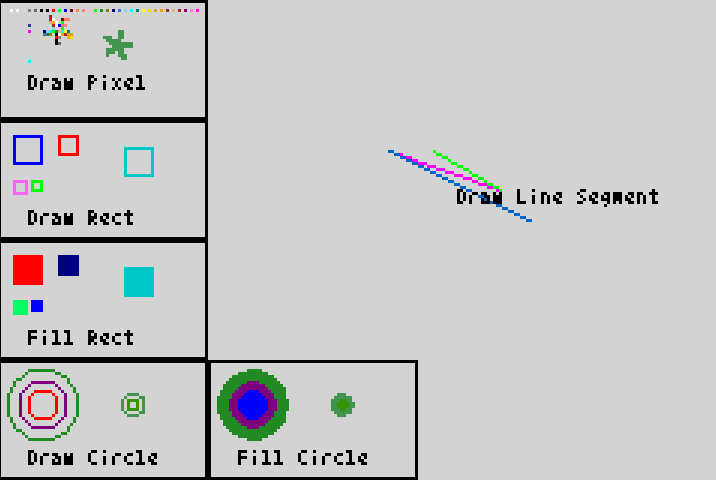 Draw Pixel
Draw Rect
Draw Line Segment
Fill Rect
Draw Circle
Fill Circle